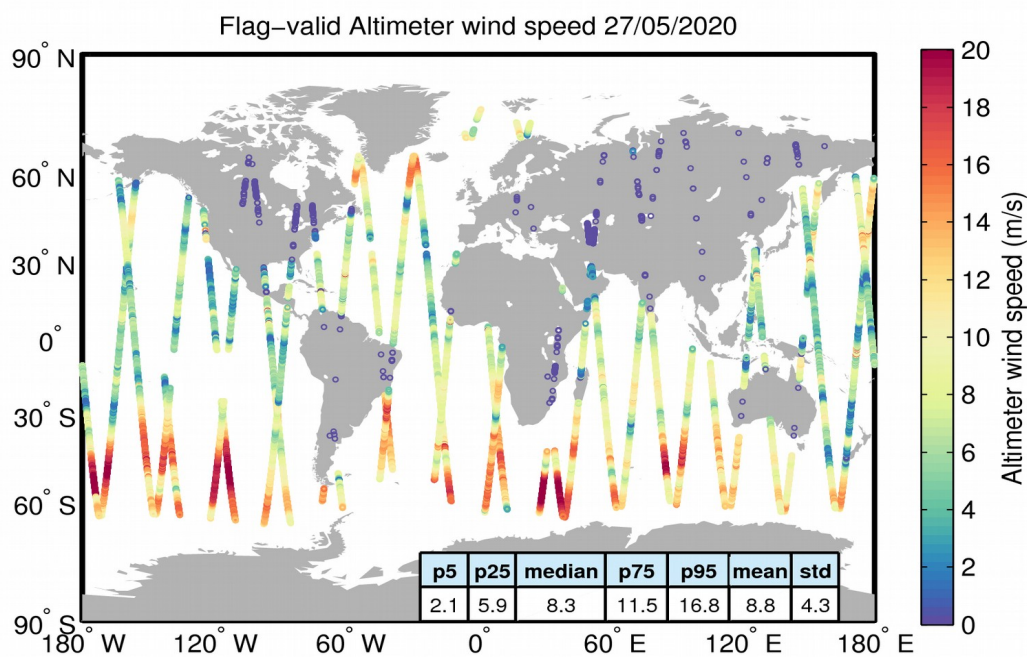 Flag−valid Altimeter wind speed 27/05/2020
90° N
60° N
30° N
0°
30° S
60° S
90° S
180° W 120° W 60° W 0° 60° E 120° E 180° E
p5 p25 median p75 p95 mean std
2.1 5.9 8.3 11.5 16.8 8.8 4.3
20
18
16
14
12
10
8
6
4
2
0
Altimeter wind speed (m/s)